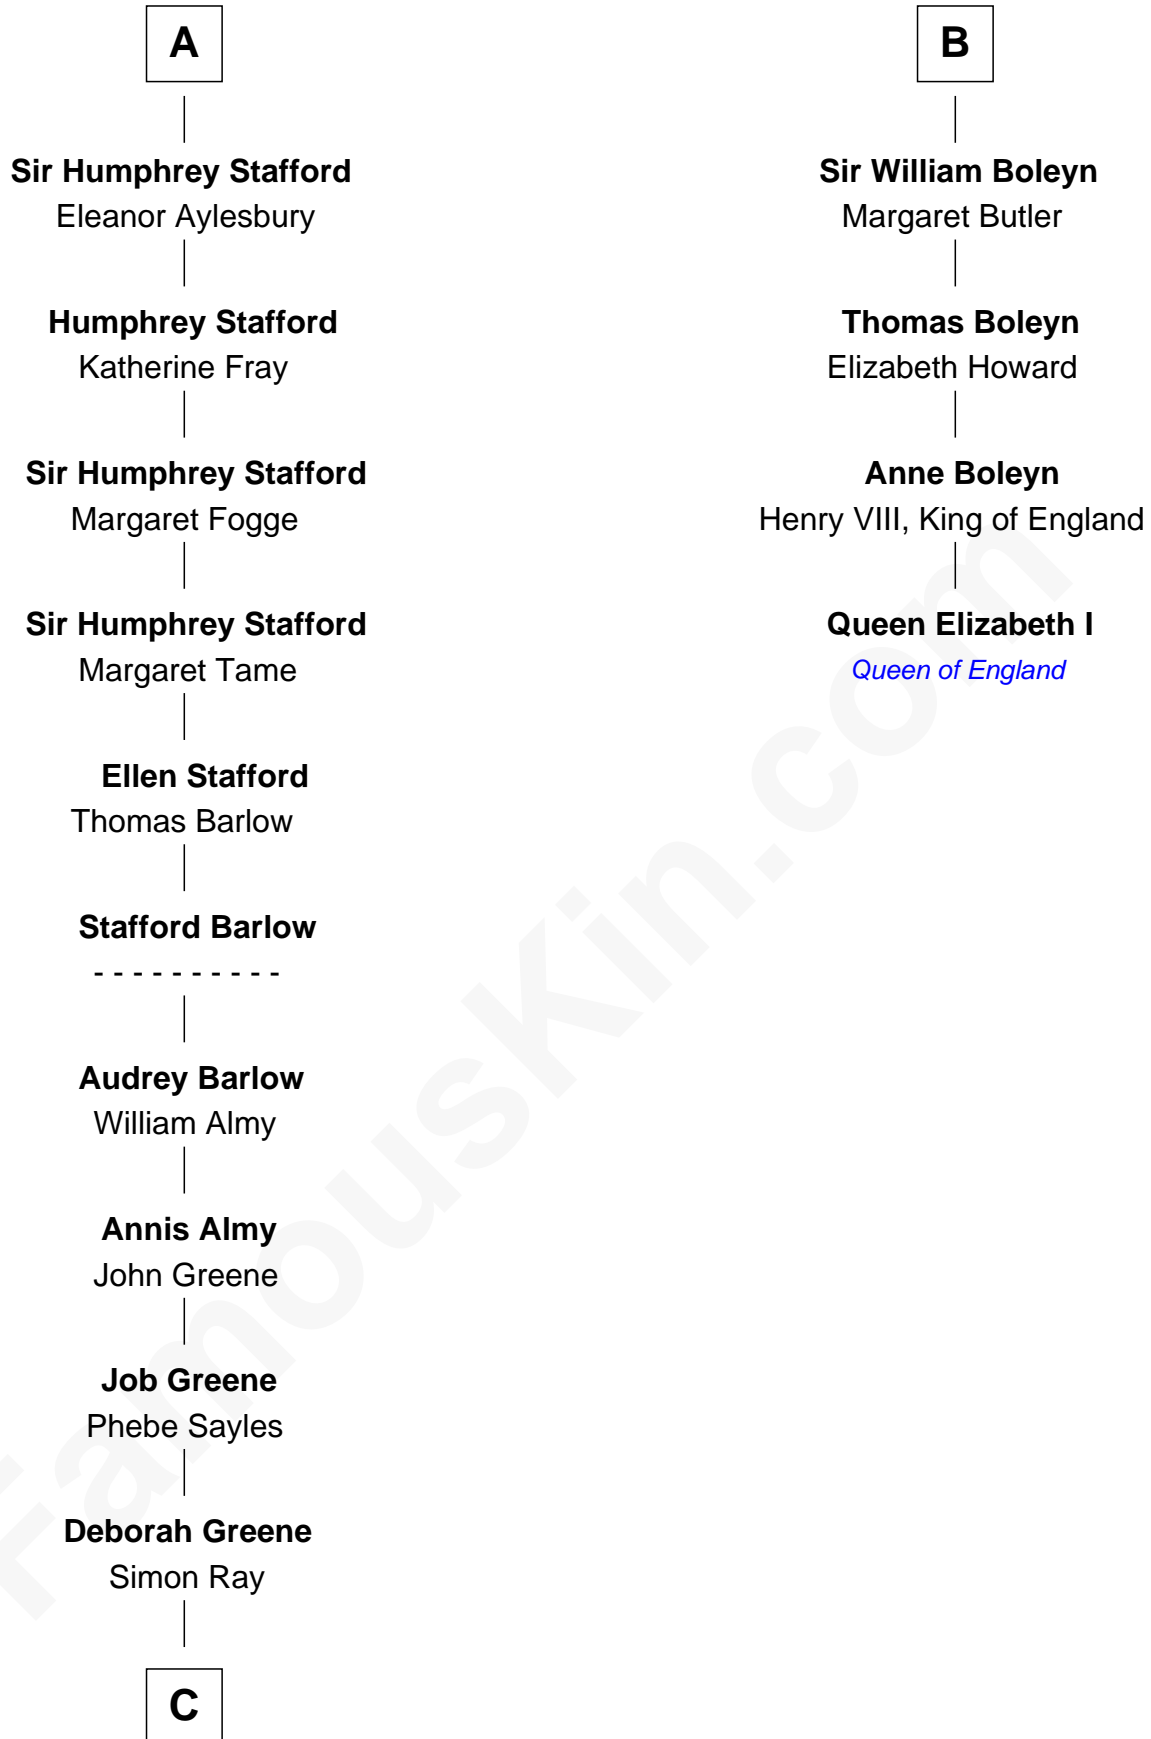 A
Sir Humphrey Stafford
Eleanor Aylesbury
Humphrey Stafford
Katherine Fray
Sir Humphrey Stafford
Margaret Fogge
Sir Humphrey Stafford
Margaret Tame
Ellen Stafford
Thomas Barlow
Stafford Barlow
- - - - - - - - - -
Audrey Barlow
William Almy
Annis Almy
John Greene
Job Greene
Phebe Sayles
Deborah Greene
Simon Ray
C
B
Sir William Boleyn
Margaret Butler
Thomas Boleyn
Elizabeth Howard
Anne Boleyn
Henry VIII, King of England
Queen Elizabeth I
Queen of England
FamousKin.com